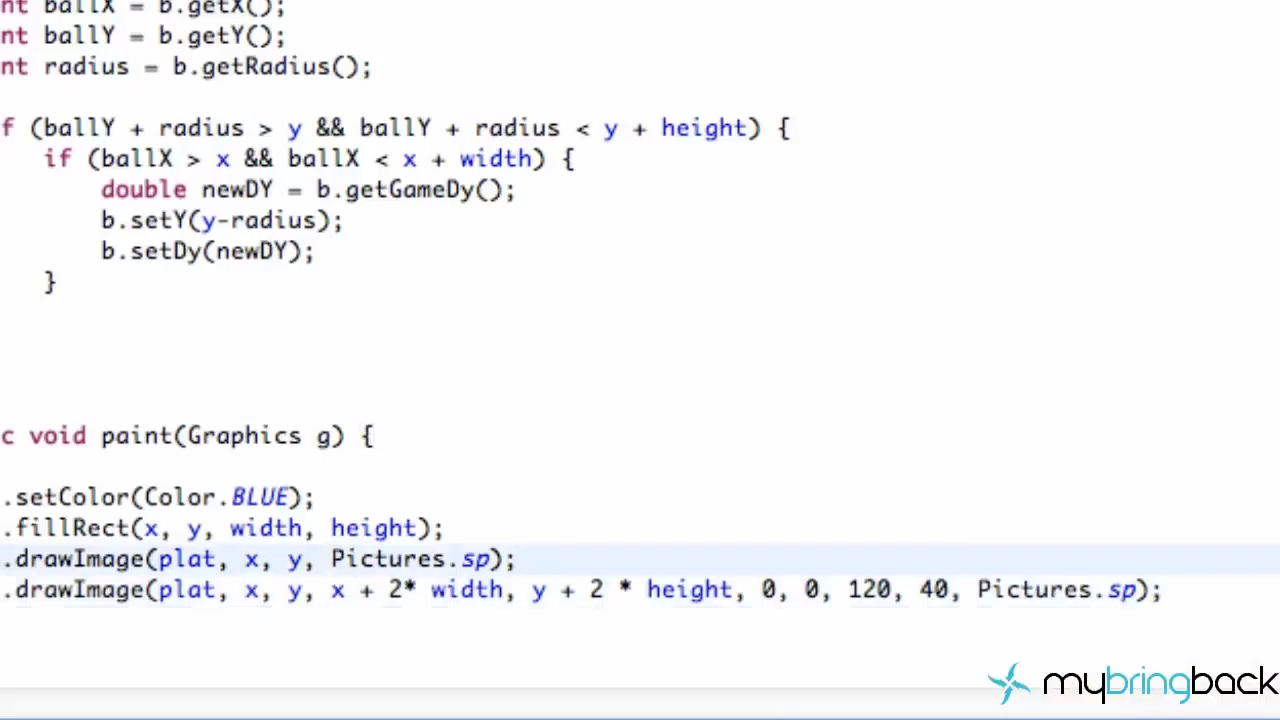 nt ballX = b.getX();
nt ballY = b.getY();
nt radius = b.getRadius();
f (ballY + radius > y && ballY + radius < y + height) {
if (ballX > x && ballX < x + width) {
double newDY = b.getGameDy();
b.setY(y-radius);
b.setDy(newDY);
}
c void paint(Graphics g) {
.setColor(Color.BLUE);
.fillRect(x, y, width, height);
.drawImage(plat, x, y, Pictures.sp);
.drawImage(plat, x, y, x + 2* width, y + 2 * height, 0, 0, 120, 40, Pictures.sp);
mybringback